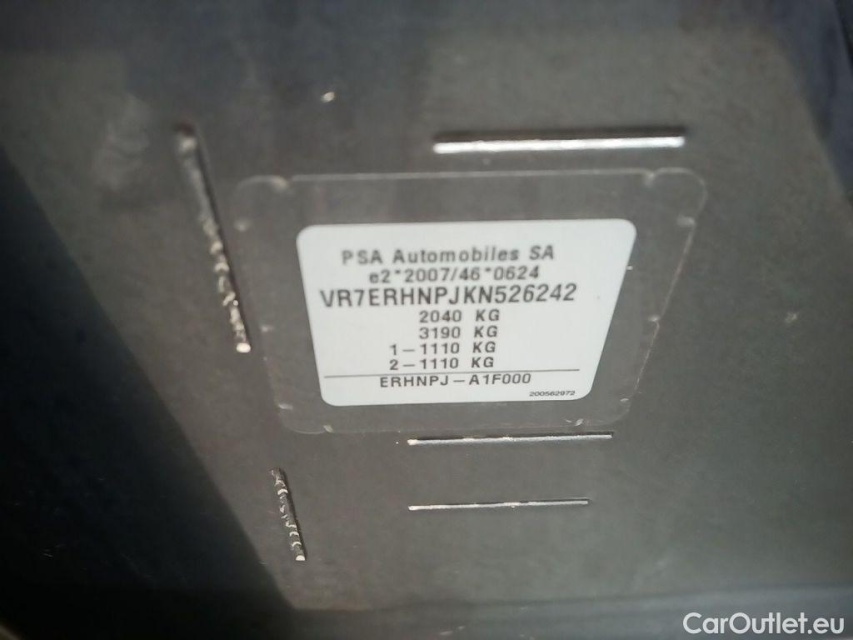 PSA Automobiles SA
e2*2007/46*0624
VR7ERHNPJKN526242
2040 KG
3190 KG
1-1110 KG
2-1110 KG
ERHNPJ-A1F000
200562972
CarOutlet.eu